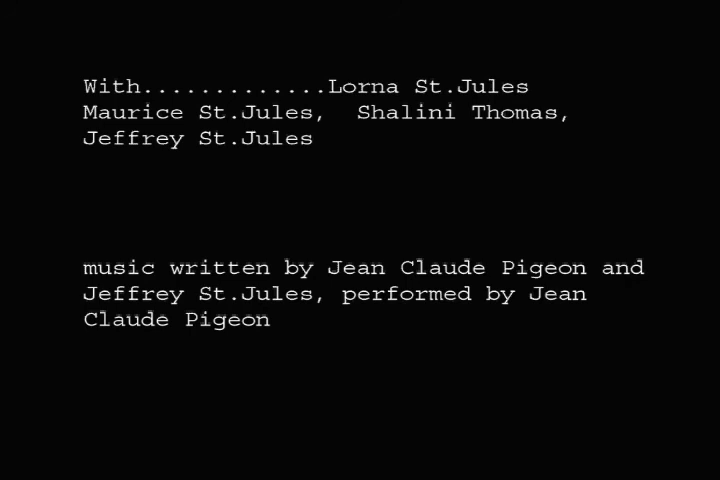 With.............Lorna St.Jules
Maurice St.Jules,  Shalini Thomas,
Jeffrey St.Jules
music written by Jean Claude Pigeon and
Jeffrey St.Jules, performed by Jean
Claude Pigeon